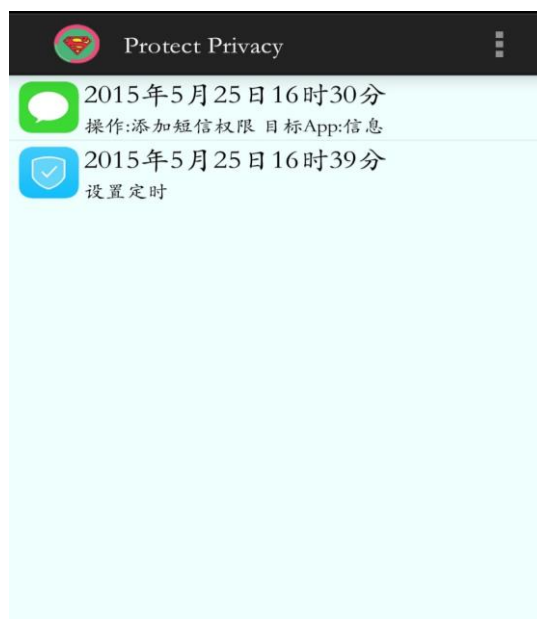 Protect Privacy
2015年5月25日16时30分
操作:添加短信权限 目标App:信息
2015年5月25日16时39分
设置定时